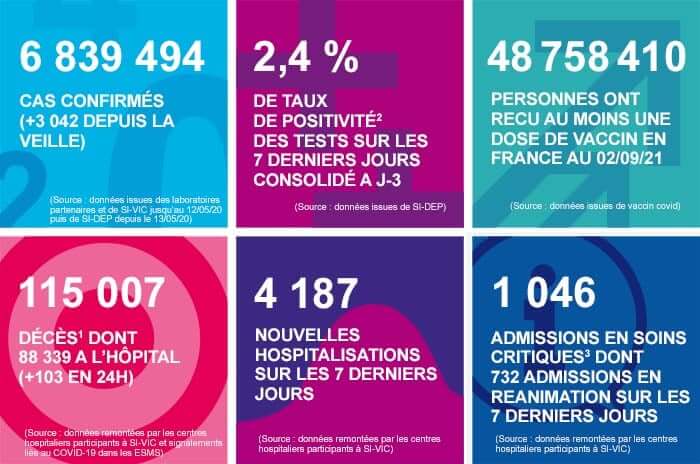 6 839 494
CAS CONFIRMÉS
(+3 042 DEPUIS LA
VEILLE)
(Source : données issues des laboratoires
partenaires et de SI-VIC jusqu'au 12/05/20
puis de SI-DEP depuis le 13/05/20)
2,4 %
DE TAUX
DE POSITIVITÉ²
DES TESTS SUR LES
7 DERNIERS JOURS
CONSOLIDÉ A J-3
(Source : données issues de SI-DEP)
48 758 410
PERSONNES ONT
RECU AU MOINS UNE
DOSE DE VACCIN EN
FRANCE AU 02/09/21
(Source : données issues de vaccin covid)
115 007
DÉCÈS¹ DONT
88 339 A L'HÔPITAL
(+103 EN 24H)
(Source : données remontées par les centres
hospitaliers participants à SI-VIC et signalements
liés au COVID-19 dans les ESMS)
4 187
NOUVELLES
HOSPITALISATIONS
SUR LES 7 DERNIERS
JOURS
(Source : données remontées par les centres
hospitaliers participants à SI-VIC)
1 046
ADMISSIONS EN SOINS
CRITIQUES³ DONT
732 ADMISSIONS EN
REANIMATION SUR LES
7 DERNIERS JOURS
(Source : données remontées par les centres
hospitaliers participants à SI-VIC)